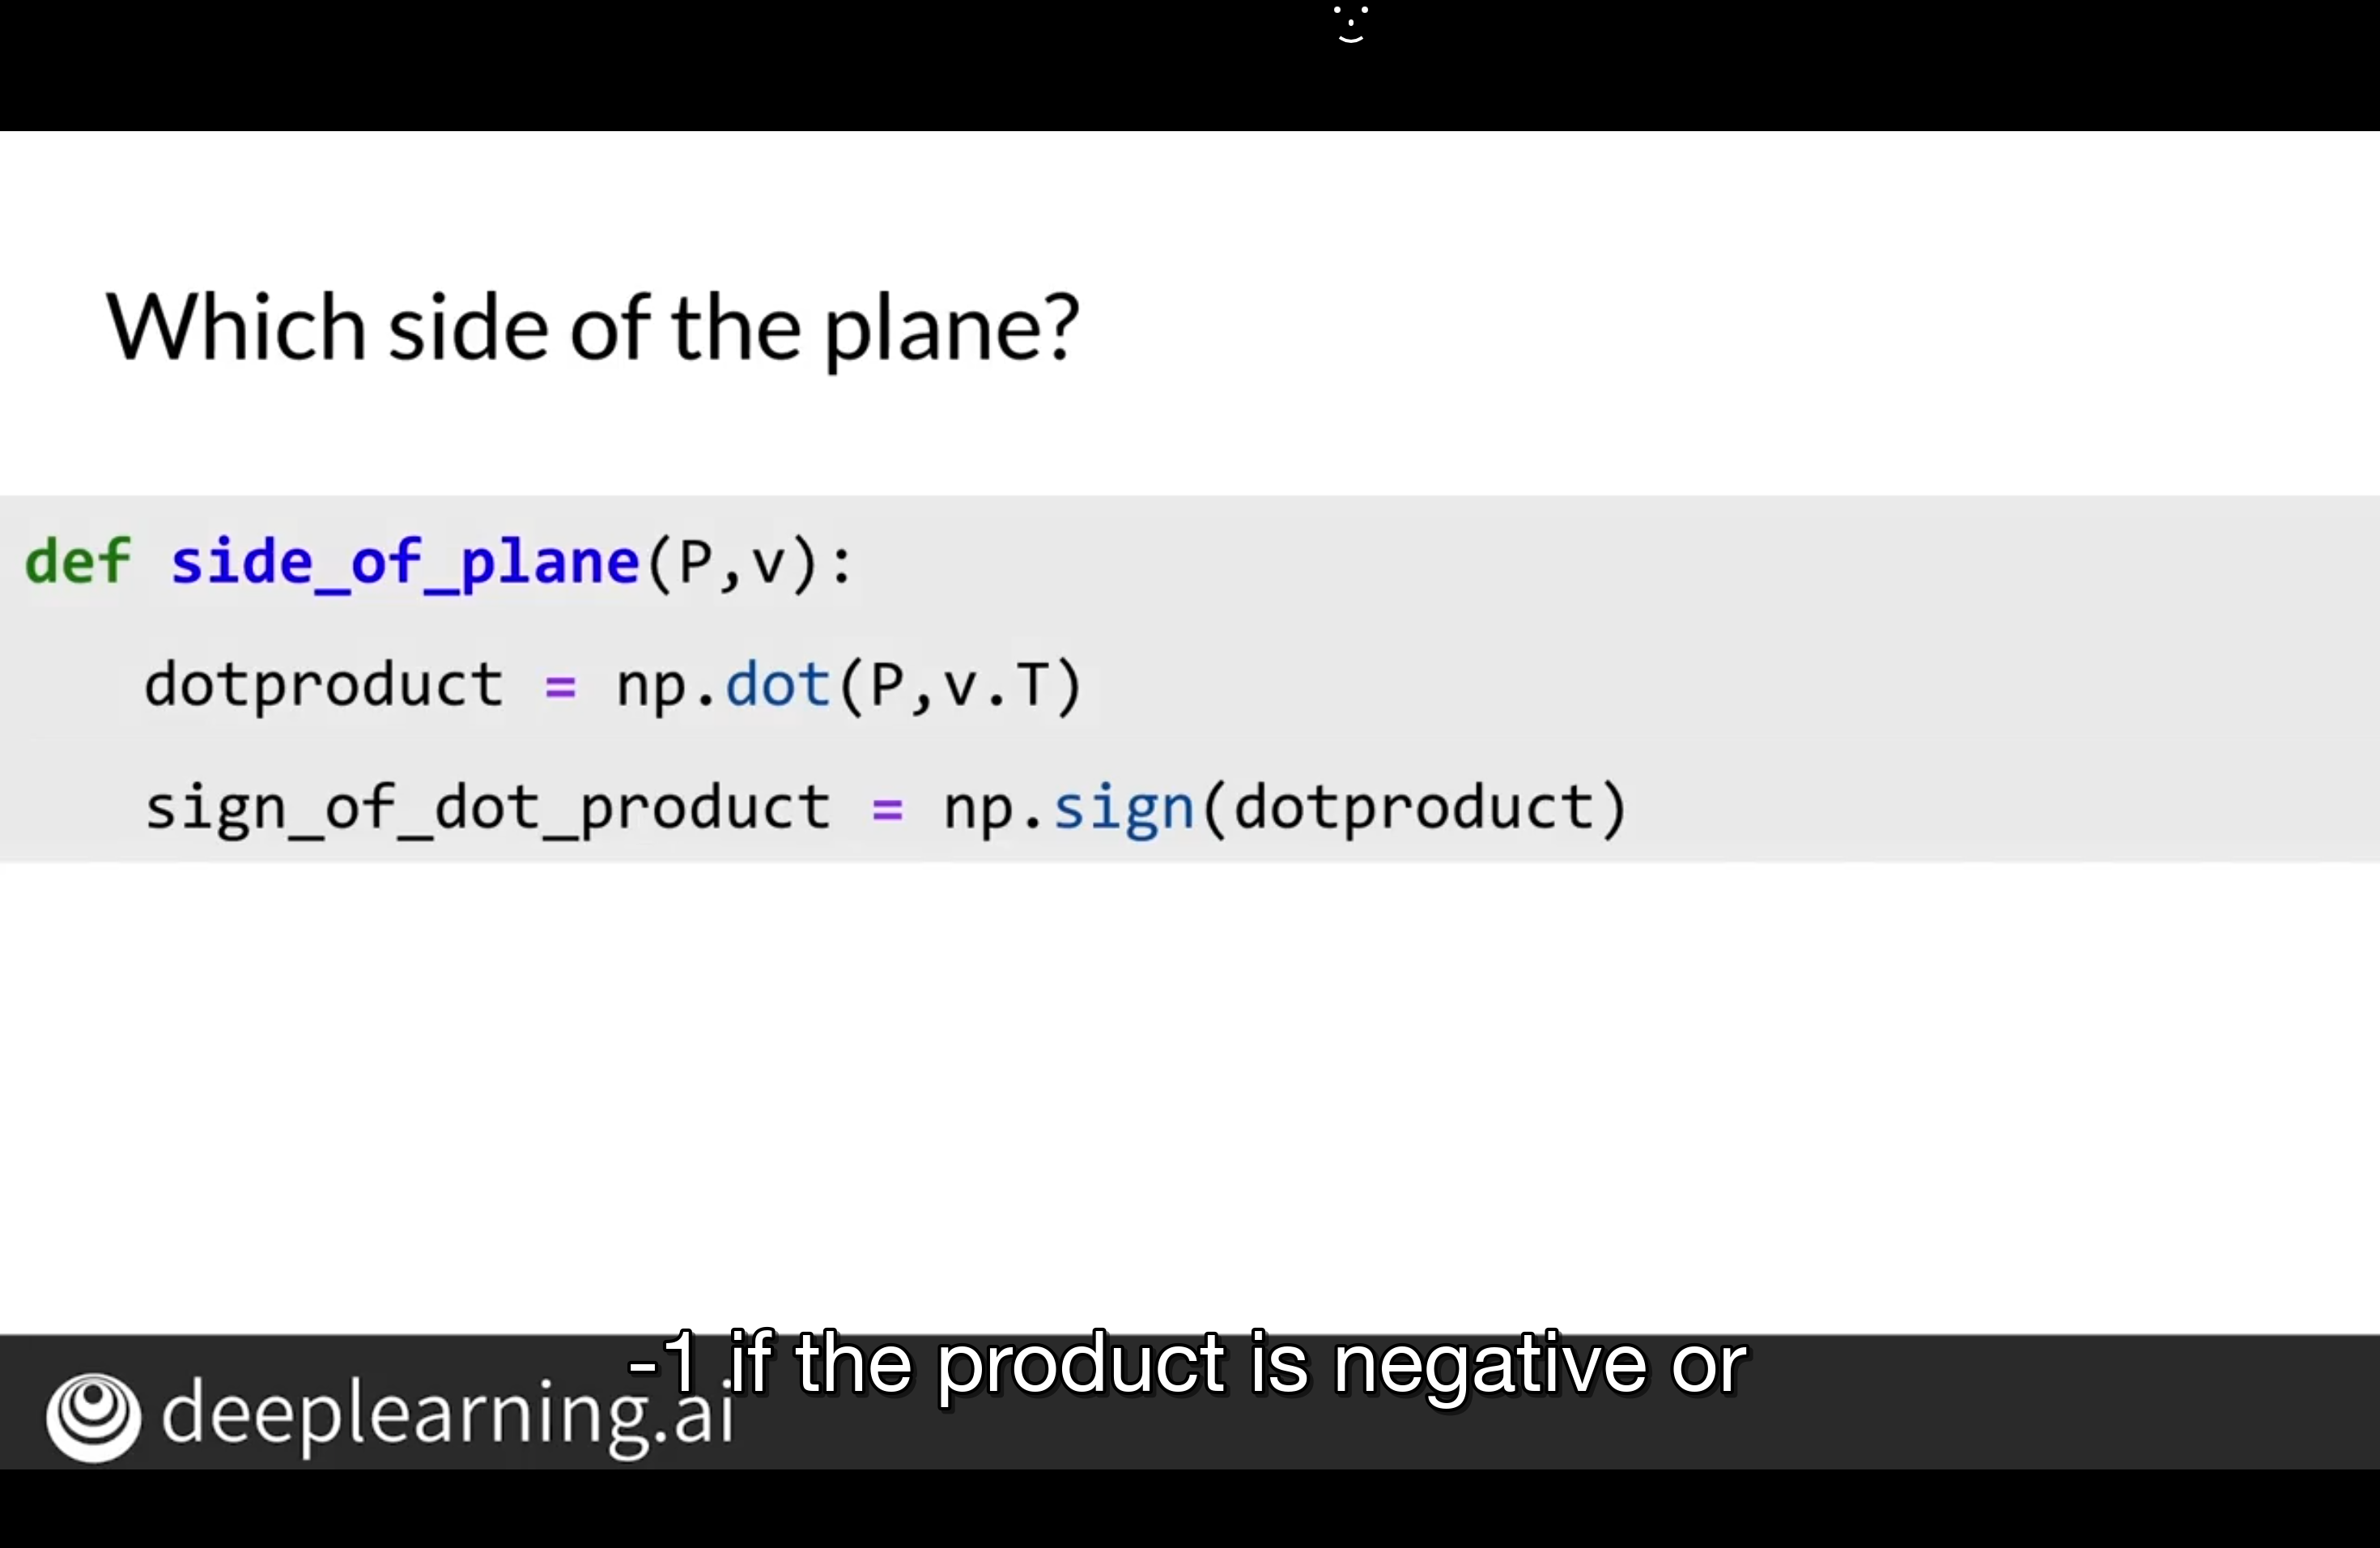 Which side of the plane?
def side_of_plane(P,v):
dotproduct = np.dot(P,v.T)
sign_of_dot_product = np.sign(dotproduct)
-1 if the product is negative or
deeplearning.ai